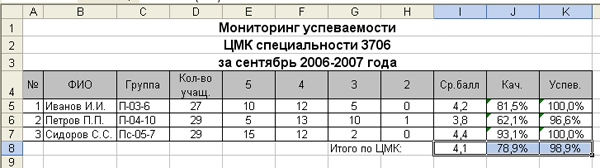 A B C D E F G H I J K
1 Мониторинг успеваемости
2 ЦМК специальности 3706
3 за сентябрь 2006-2007 года
4 № ФИО Группа Кол-во учащ. 5 4 3 2 Ср.балл Кач. Успев.
5 1 Иванов И.И. П-03-6 27 10 12 5 0 4,2 81,5% 100,0%
6 2 Петров П.П. П-04-10 29 5 13 10 1 3,8 62,1% 96,6%
7 3 Сидоров С.С. Пс-05-7 29 15 12 2 0 4,4 93,1% 100,0%
8 Итого по ЦМК: 4,1 78,9% 98,9%
9